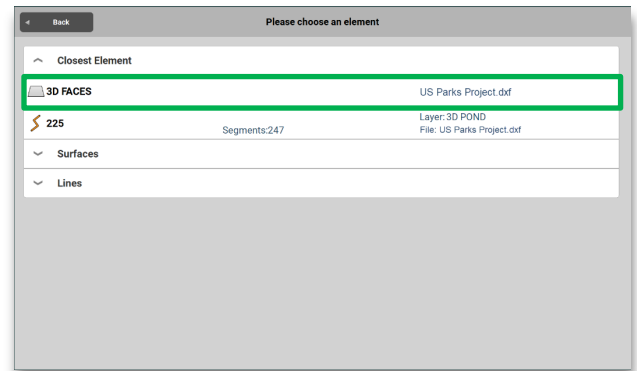 Back
Please choose an element
Closest Element
3D FACES
US Parks Project.dxf
225
Segments:247
Layer: 3D POND
File: US Parks Project.dxf
Surfaces
Lines